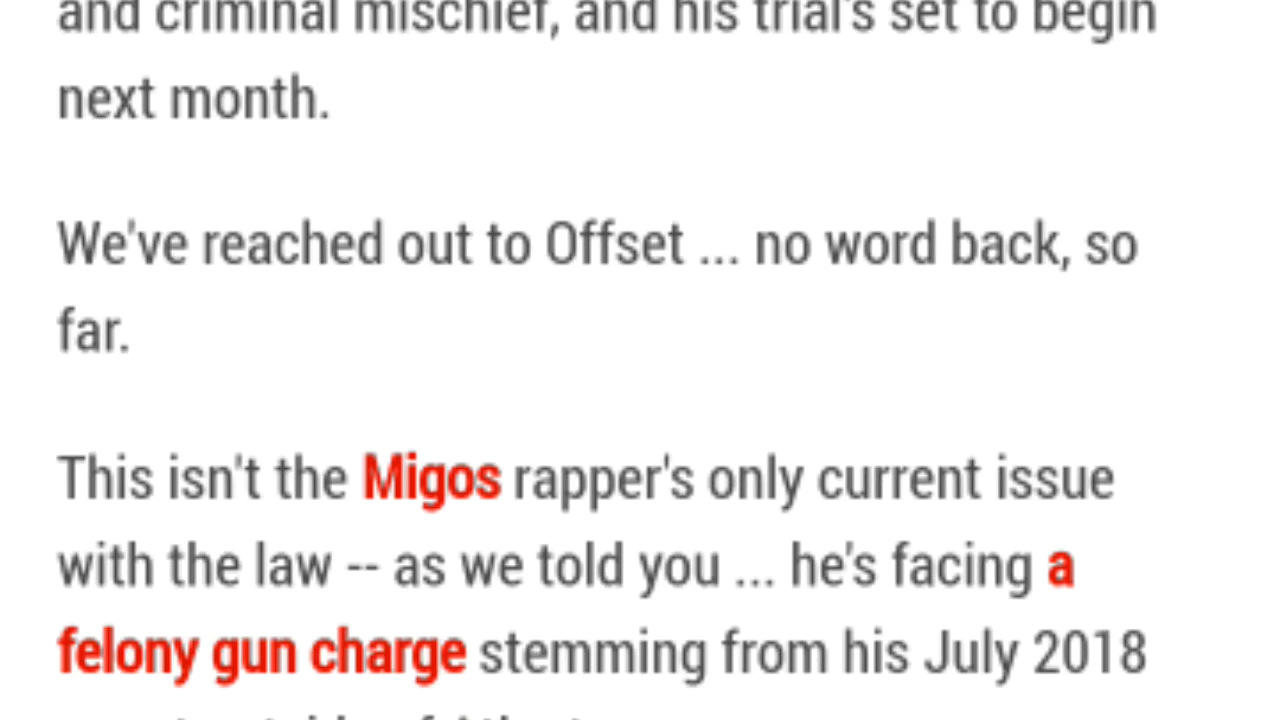 and criminal mischief, and his trial's set to begin
next month.
We've reached out to Offset ... no word back, so
far.
This isn't the Migos rapper's only current issue
with the law -- as we told you ... he's facing a
felony gun charge stemming from his July 2018